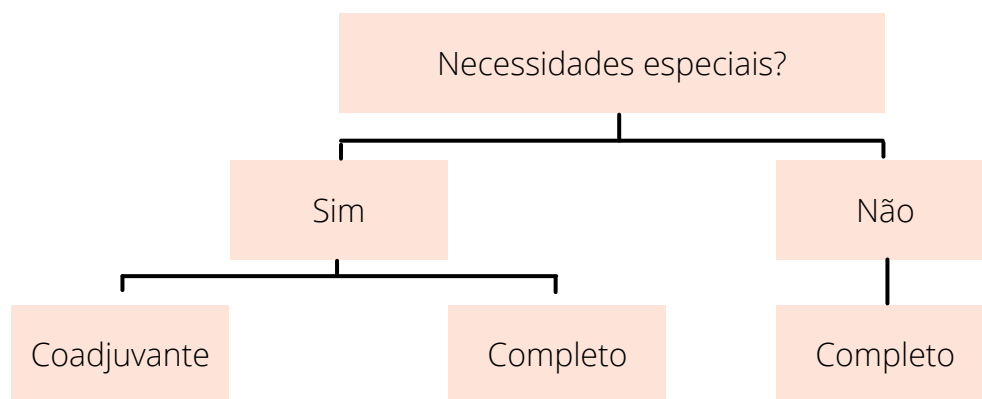 Necessidades especiais?
Sim
Não
Coadjuvante
Completo
Completo